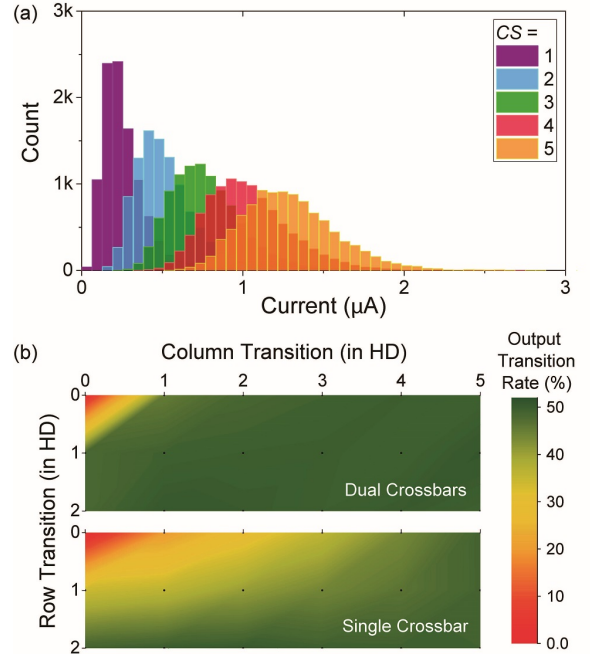 (a)
3k
2k
1k
0
Count
0 1 2 3
Current (µA)
CS =
1
2
3
4
5
(b)
Column Transition (in HD)
0 1 2 3 4 5
Row Transition (in HD)
0
1
2
Dual Crossbars
0
1
2
Single Crossbar
Output
Transition
Rate (%)
50
40
30
20
10
0.0